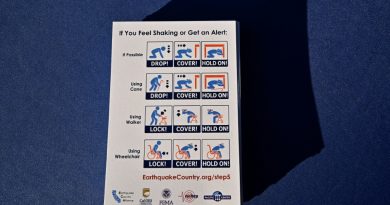 If You Feel Shaking or Get an Alert:
If Possible
DROP! COVER! HOLD ON!
Using
Cane
DROP! COVER! HOLD ON!
Using
Walker
LOCK! COVER! HOLD ON!
Using
Wheelchair
LOCK! COVER! HOLD ON!
EarthquakeCountry.org/step5
FEMA